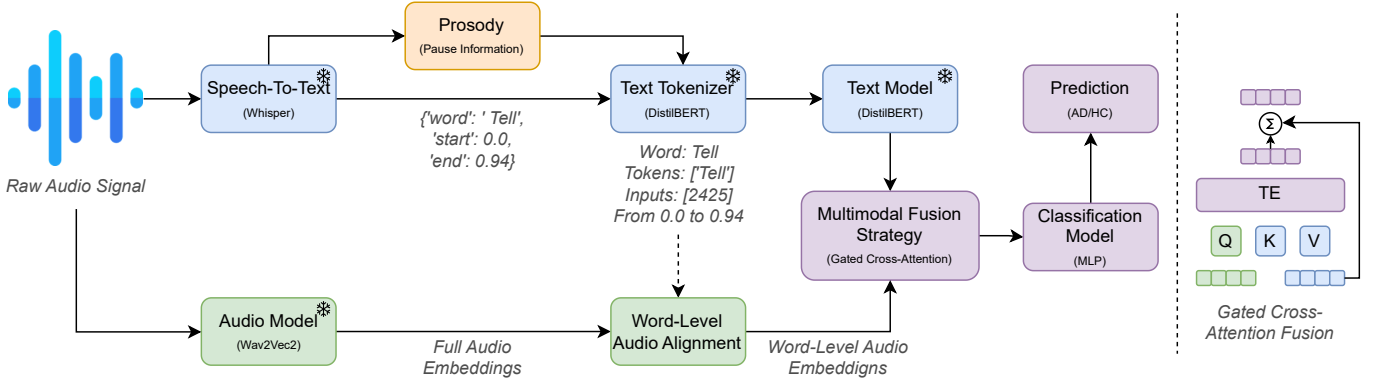 Prosody
(Pause Information)
Speech-To-Text
(Whisper)
Text Tokenizer
(DistilBERT)
Text Model
(DistilBERT)
Prediction
(AD/HC)
{'word': ' Tell',
'start': 0.0,
'end': 0.94}
Word: Tell
Tokens: ['Tell']
Inputs: [2425]
From 0.0 to 0.94
Raw Audio Signal
Multimodal Fusion
Strategy
(Gated Cross-Attention)
Classification
Model
(MLP)
Audio Model
(Wav2Vec2)
Full Audio
Embeddings
Word-Level
Audio Alignment
Word-Level Audio
Embeddigns
Σ
TE
Q K V
Gated Cross-
Attention Fusion